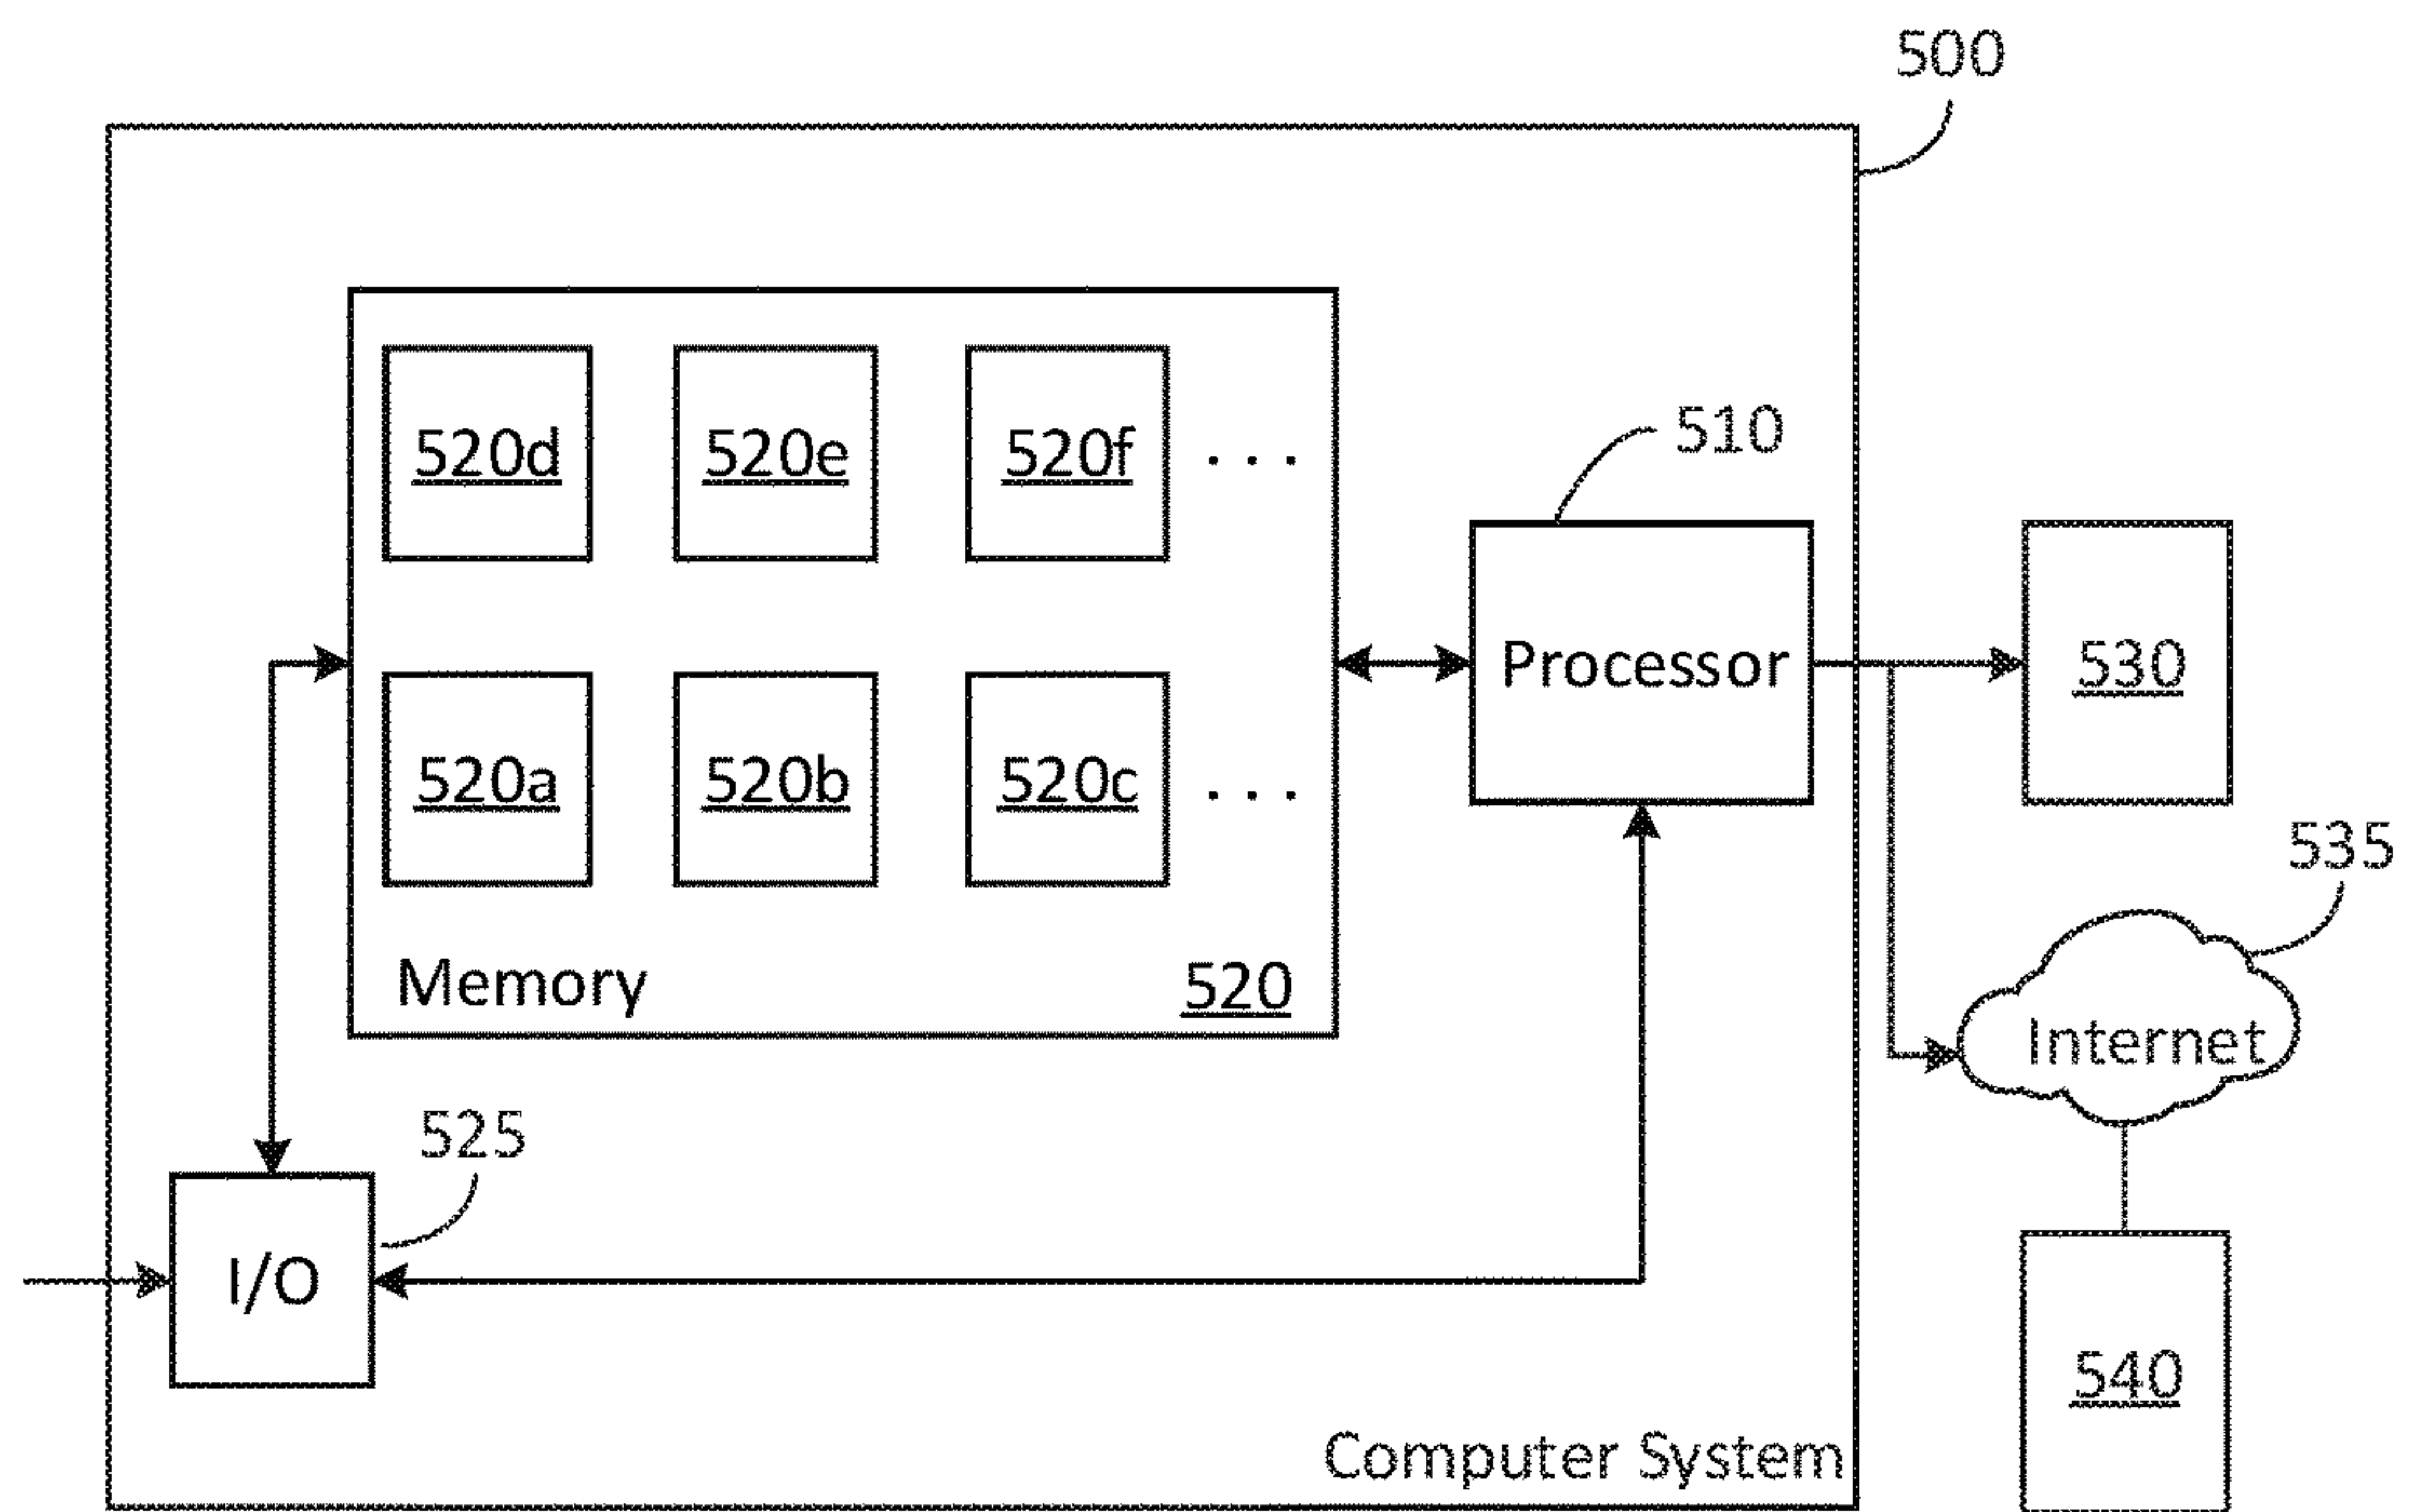 500
520d
520e
520f
. . .
510
Processor
530
520a
520b
520c
. . .
535
Memory
520
Internet
525
I/O
540
Computer System